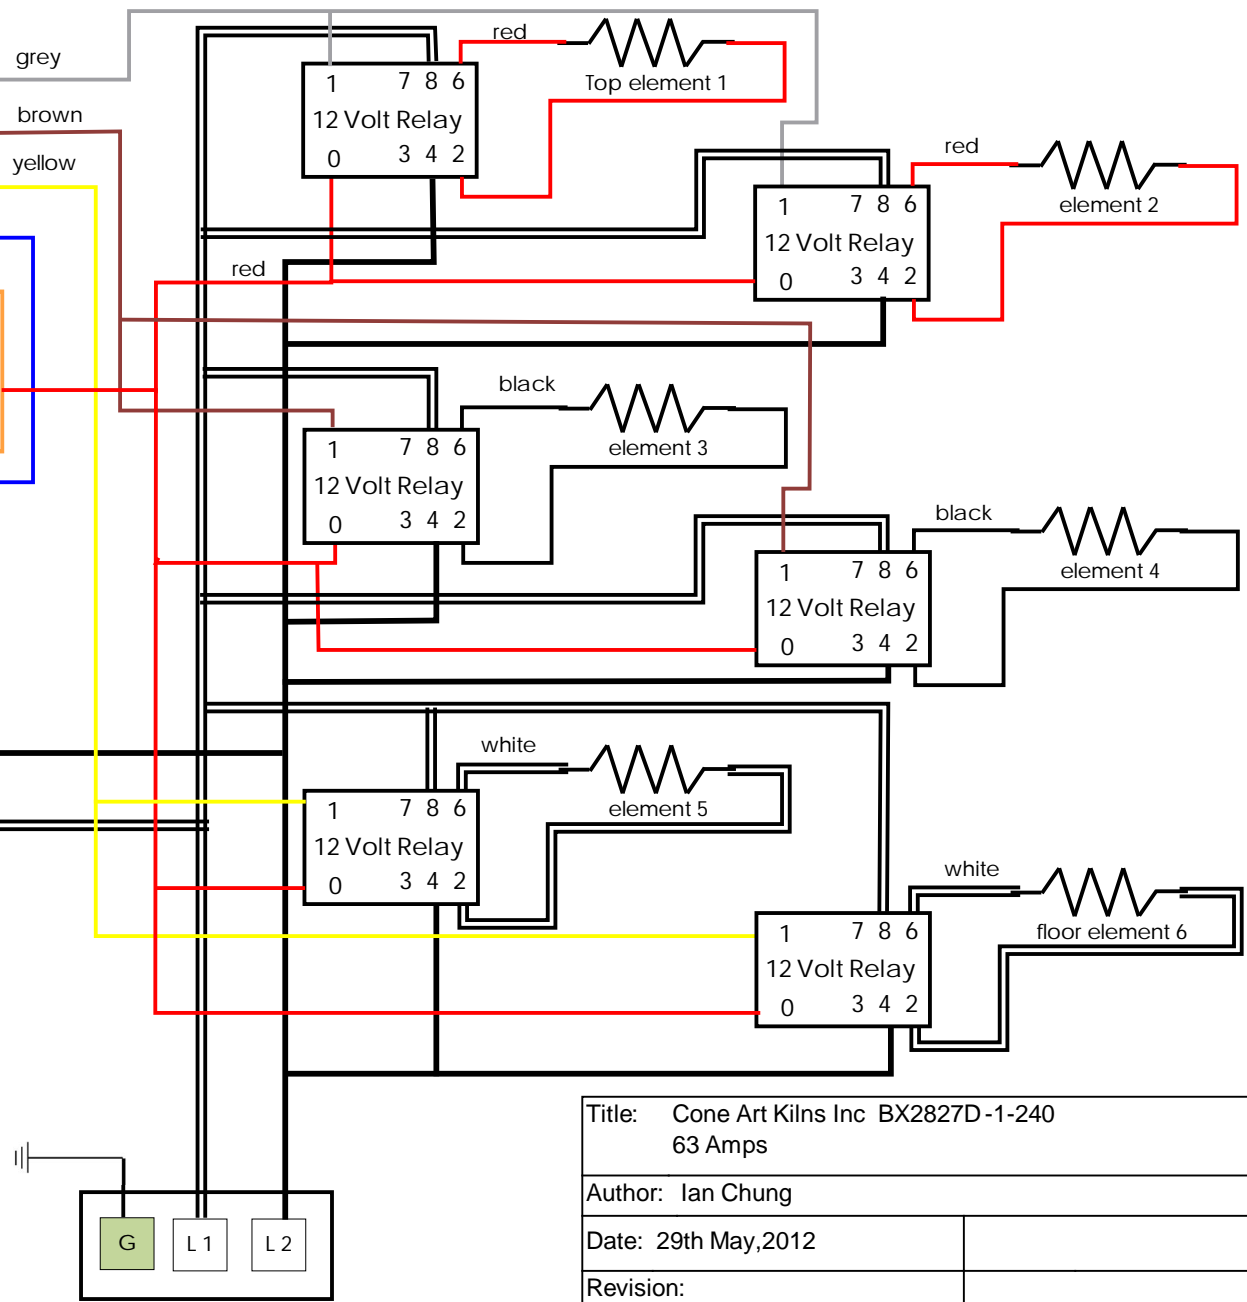 grey
red
Top element 1
1 7 8 6
12 Volt Relay
0 3 4 2
brown
yellow
red
element 2
1 7 8 6
12 Volt Relay
0 3 4 2
red
black
element 3
1 7 8 6
12 Volt Relay
0 3 4 2
black
element 4
1 7 8 6
12 Volt Relay
0 3 4 2
white
element 5
1 7 8 6
12 Volt Relay
0 3 4 2
white
floor element 6
1 7 8 6
12 Volt Relay
0 3 4 2
G L 1 L 2
Title: Cone Art Kilns Inc BX2827D-1-240
63 Amps
Author: Ian Chung
Date: 29th May,2012
Revision: